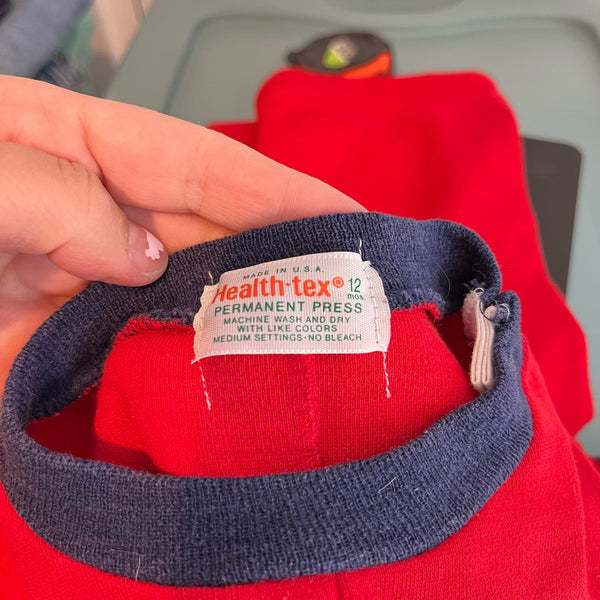 MADE IN U.S.A.
Health-tex® 12 mos.
PERMANENT PRESS
MACHINE WASH AND DRY
WITH LIKE COLORS
MEDIUM SETTINGS·NO BLEACH